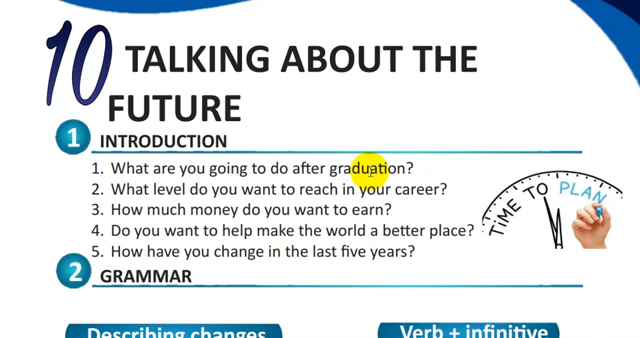 10 TALKING ABOUT THE
FUTURE
1 INTRODUCTION
1. What are you going to do after graduation?
2. What level do you want to reach in your career?
3. How much money do you want to earn?
4. Do you want to help make the world a better place?
5. How have you change in the last five years?
TIME TO PLAN
2 GRAMMAR
Describing changes
Verb + infinitive